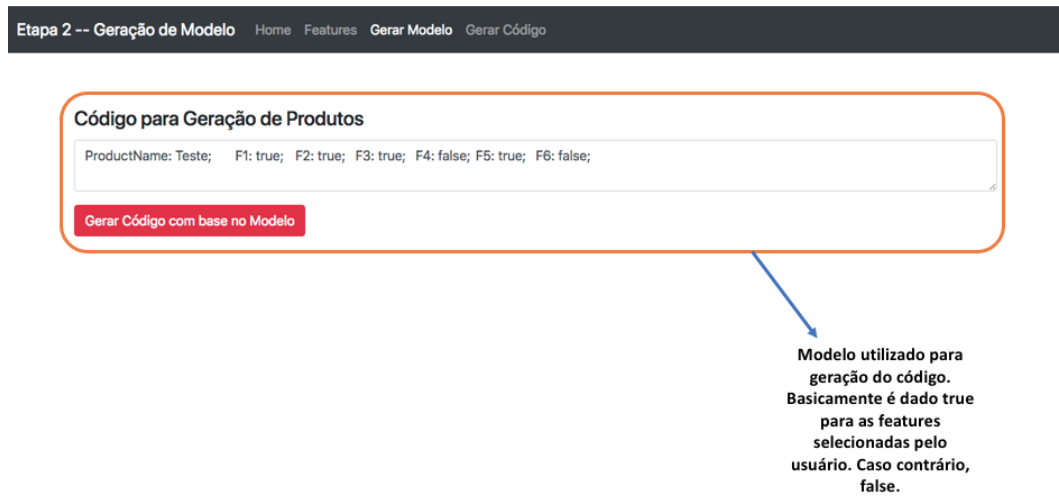 Etapa 2 -- Geração de Modelo Home Features Gerar Modelo Gerar Código
Código para Geração de Produtos
ProductName: Teste; F1: true; F2: true; F3: true; F4: false; F5: true; F6: false;
Gerar Código com base no Modelo
Modelo utilizado para
geração do código.
Basicamente é dado true
para as features
selecionadas pelo
usuário. Caso contrário,
false.